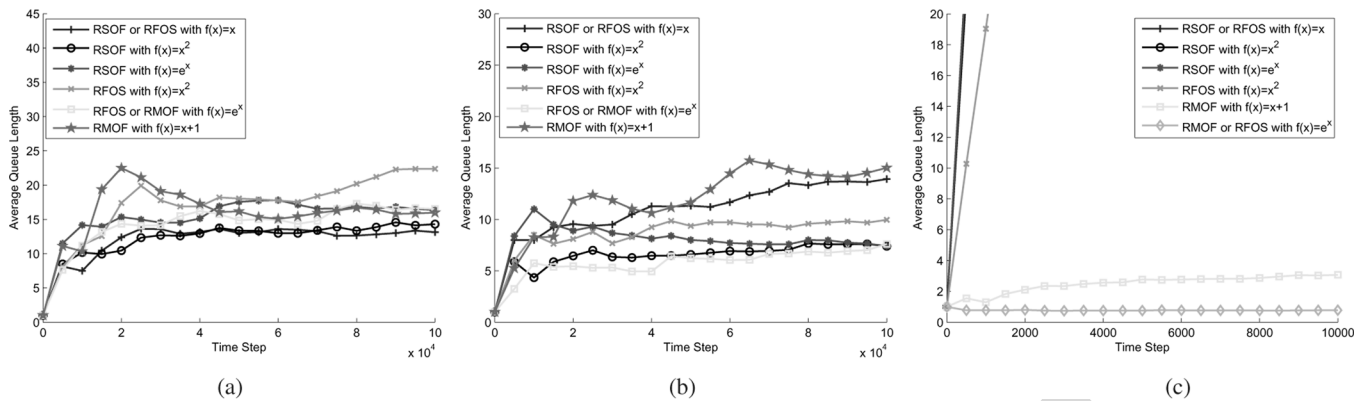 45
40
35
30
25
20
15
10
5
0
Average Queue Length
RSOF or RFOS with f(x)=x
RSOF with f(x)=x²
RSOF with f(x)=eˣ
RFOS with f(x)=x²
RFOS or RMOF with f(x)=eˣ
RMOF with f(x)=x+1
0 2 4 6 8 10
Time Step
x 10⁴
(a)
30
25
20
15
10
5
0
Average Queue Length
RSOF or RFOS with f(x)=x
RSOF with f(x)=x²
RSOF with f(x)=eˣ
RFOS with f(x)=x²
RFOS or RMOF with f(x)=eˣ
RMOF with f(x)=x+1
0 2 4 6 8 10
Time Step
x 10⁴
(b)
20
18
16
14
12
10
8
6
4
2
0
Average Queue Length
RSOF or RFOS with f(x)=x
RSOF with f(x)=x²
RSOF with f(x)=eˣ
RFOS with f(x)=x²
RMOF with f(x)=x+1
RMOF or RFOS with f(x)=eˣ
0 2000 4000 6000 8000 10000
Time Step
(c)